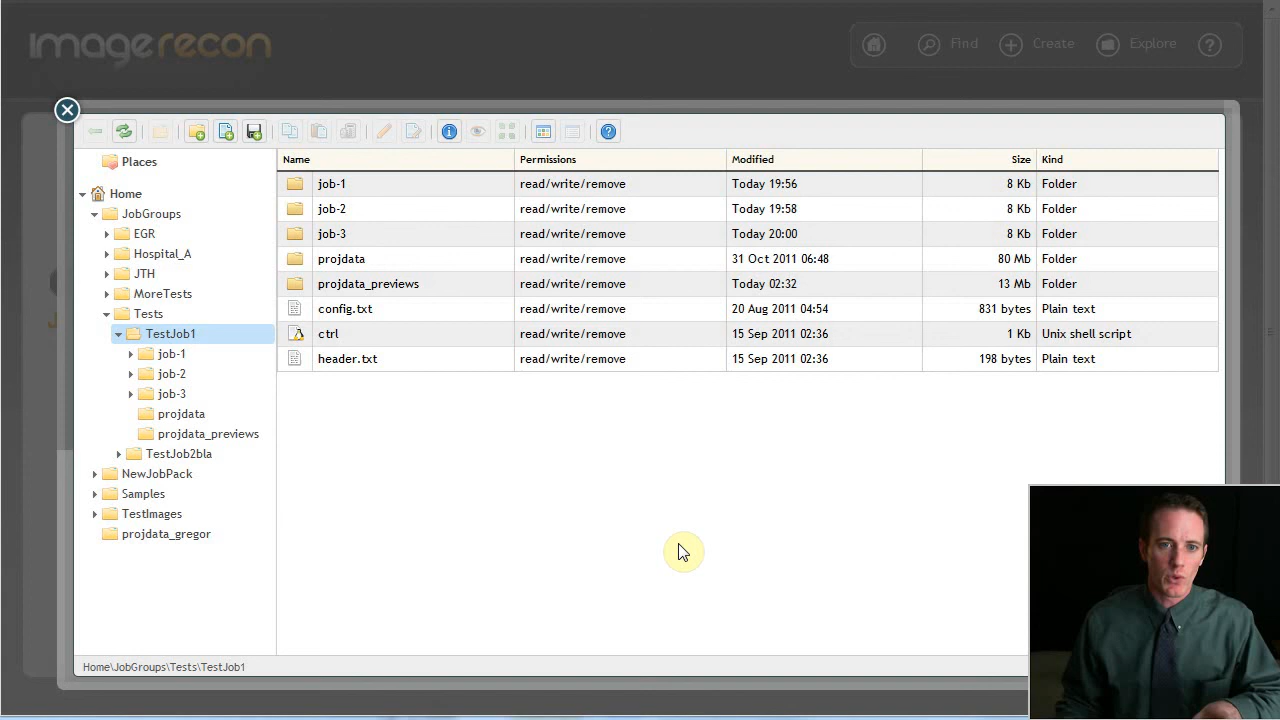 imagerecon
Find
Create
Explore
?
Places
Home
JobGroups
EGR
Hospital_A
JTH
MoreTests
Tests
TestJob1
job-1
job-2
job-3
projdata
projdata_previews
TestJob2bla
NewJobPack
Samples
TestImages
projdata_gregor
Name Permissions Modified Size Kind
job-1 read/write/remove Today 19:56 8 Kb Folder
job-2 read/write/remove Today 19:58 8 Kb Folder
job-3 read/write/remove Today 20:00 8 Kb Folder
projdata read/write/remove 31 Oct 2011 06:48 80 Mb Folder
projdata_previews read/write/remove Today 02:32 13 Mb Folder
config.txt read/write/remove 20 Aug 2011 04:54 831 bytes Plain text
ctrl read/write/remove 15 Sep 2011 02:36 1 Kb Unix shell script
header.txt read/write/remove 15 Sep 2011 02:36 198 bytes Plain text
Home\JobGroups\Tests\TestJob1